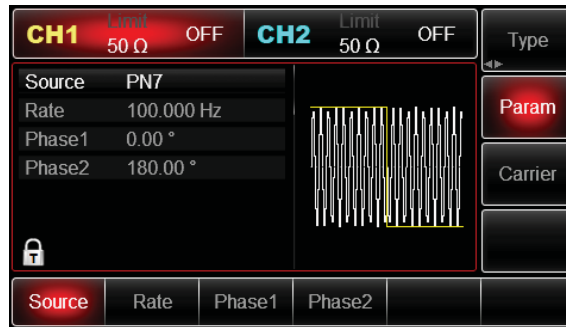 CH1 Limit 50 Ω OFF CH2 Limit 50 Ω OFF
Type
Source PN7
Rate 100.000 Hz
Phase1 0.00 °
Phase2 180.00 °
Param
Carrier
T
Source Rate Phase1 Phase2